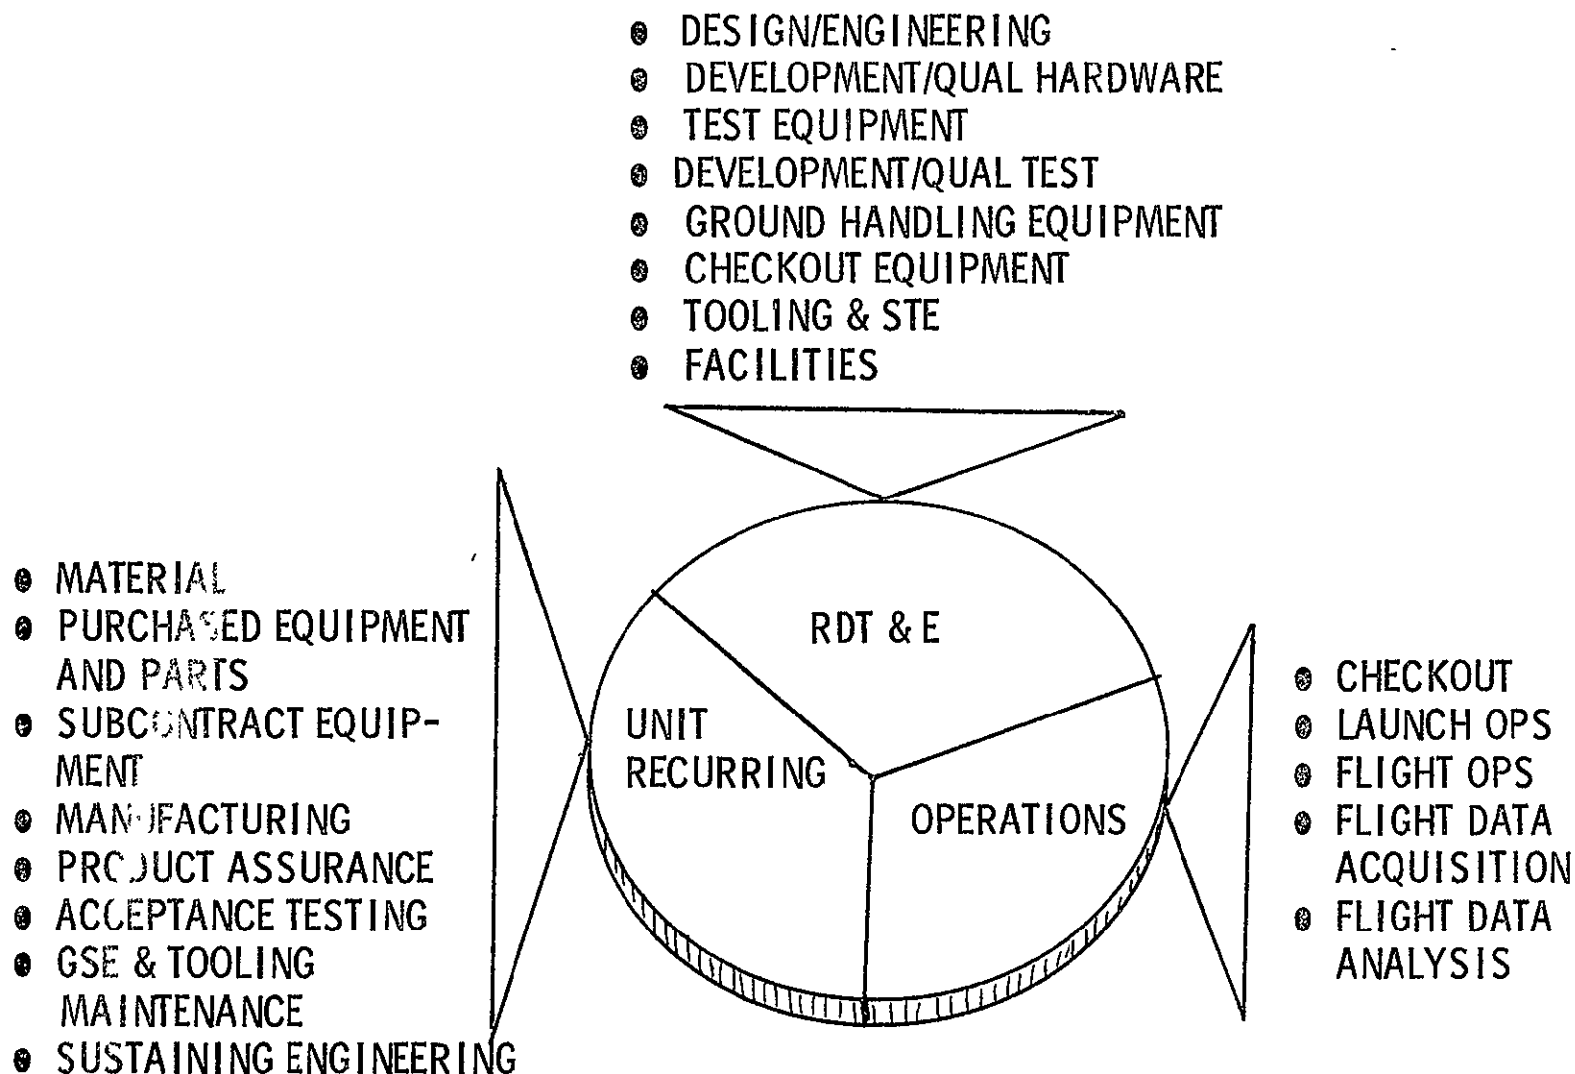 ● DESIGN/ENGINEERING
● DEVELOPMENT/QUAL HARDWARE
● TEST EQUIPMENT
● DEVELOPMENT/QUAL TEST
● GROUND HANDLING EQUIPMENT
● CHECKOUT EQUIPMENT
● TOOLING & STE
● FACILITIES
● MATERIAL
● PURCHASED EQUIPMENT
AND PARTS
● SUBCONTRACT EQUIP-
MENT
● MANUFACTURING
● PRODUCT ASSURANCE
● ACCEPTANCE TESTING
● GSE & TOOLING
MAINTENANCE
● SUSTAINING ENGINEERING
RDT & E
UNIT
RECURRING
OPERATIONS
● CHECKOUT
● LAUNCH OPS
● FLIGHT OPS
● FLIGHT DATA
ACQUISITION
● FLIGHT DATA
ANALYSIS